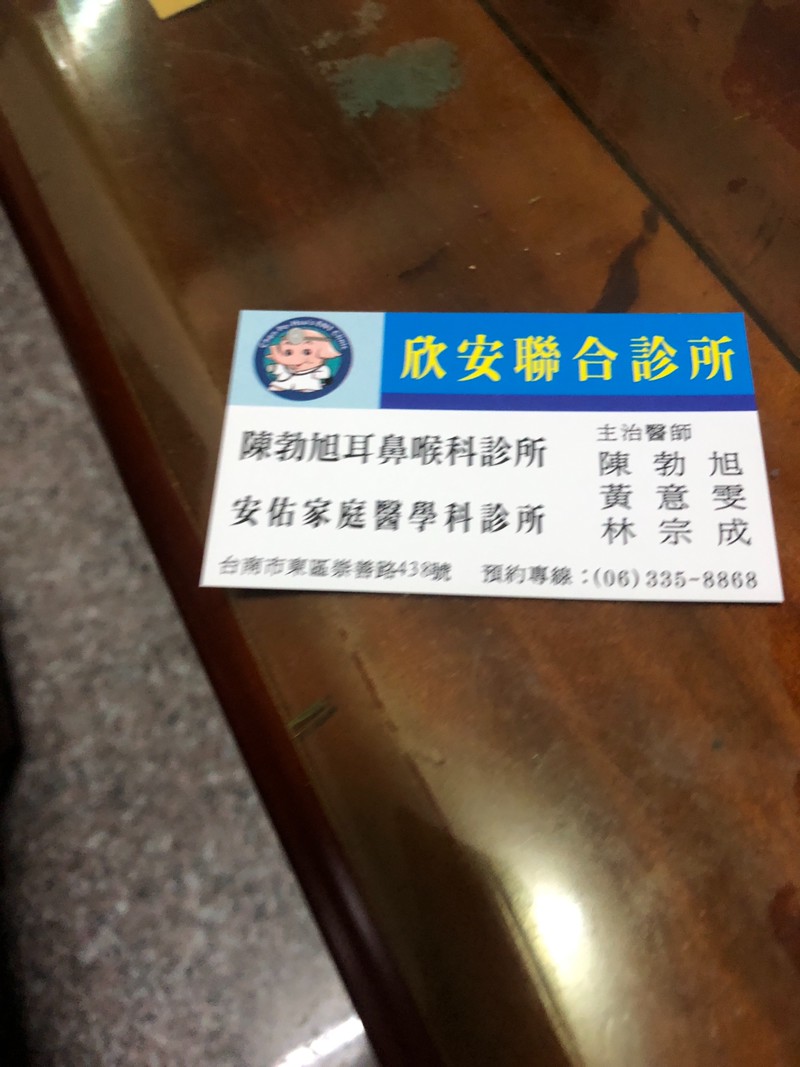 欣安聯合診所
陳勃旭耳鼻喉科診所
安佑家庭醫學科診所
主治醫師
陳勃旭
黃意雯
林宗成
台南市東區崇善路438號 預約專線：(06)335-8868